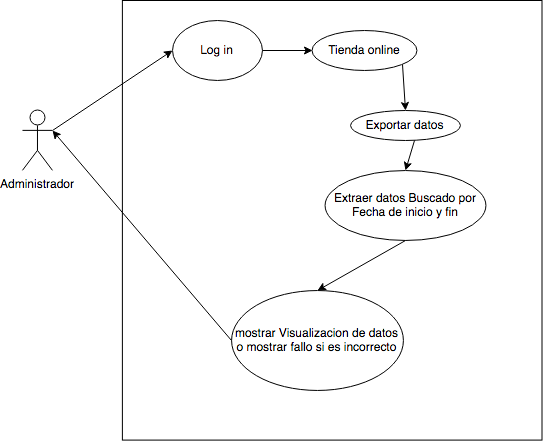 Log in
Tienda online
Exportar datos
Administrador
Extraer datos Buscado por
Fecha de inicio y fin
mostrar Visualizacion de datos
o mostrar fallo si es incorrecto